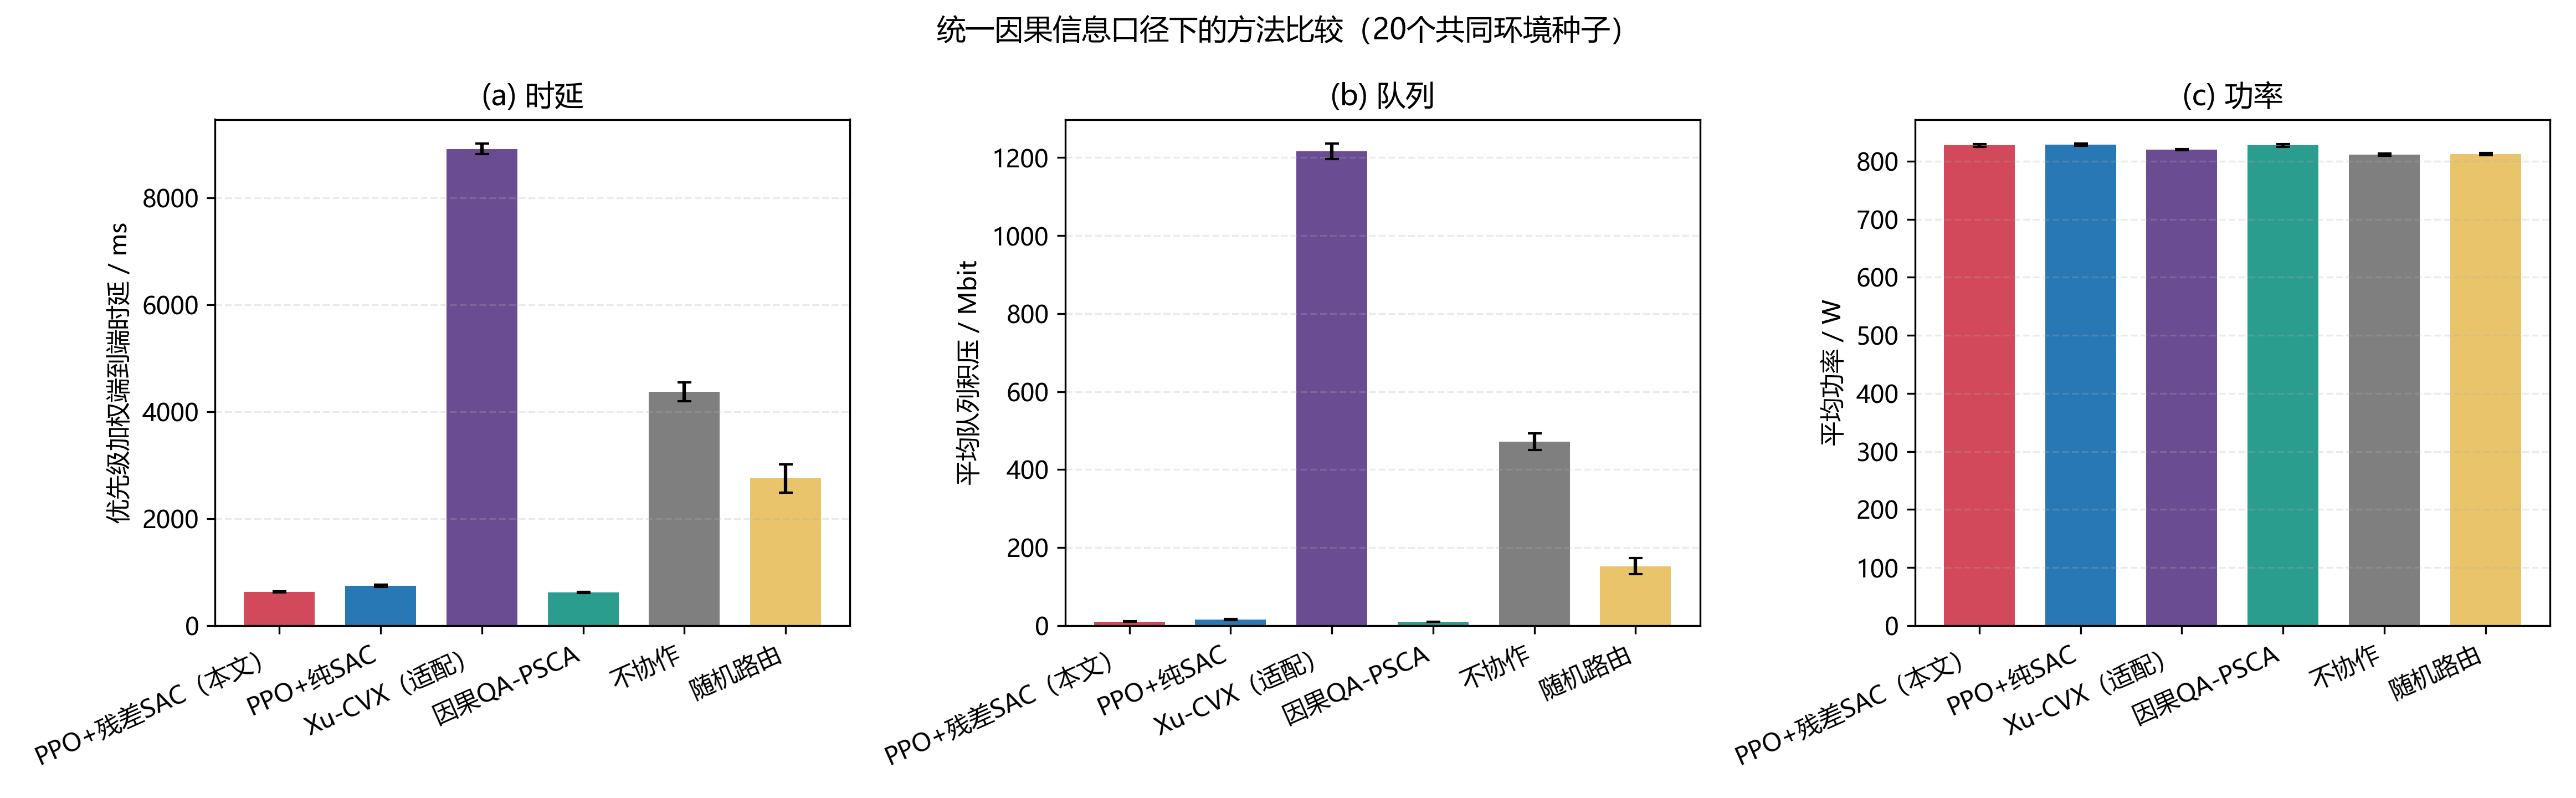 统一因果信息口径下的方法比较（20个共同环境种子）
(a) 时延
优先级加权端到端时延 / ms
8000
6000
4000
2000
0
PPO+残差SAC（本文）
PPO+纯SAC
Xu-CVX（适配）
因果QA-PSCA
不协作
随机路由
(b) 队列
平均队列积压 / Mbit
1200
1000
800
600
400
200
0
PPO+残差SAC（本文）
PPO+纯SAC
Xu-CVX（适配）
因果QA-PSCA
不协作
随机路由
(c) 功率
平均功率 / W
800
700
600
500
400
300
200
100
0
PPO+残差SAC（本文）
PPO+纯SAC
Xu-CVX（适配）
因果QA-PSCA
不协作
随机路由